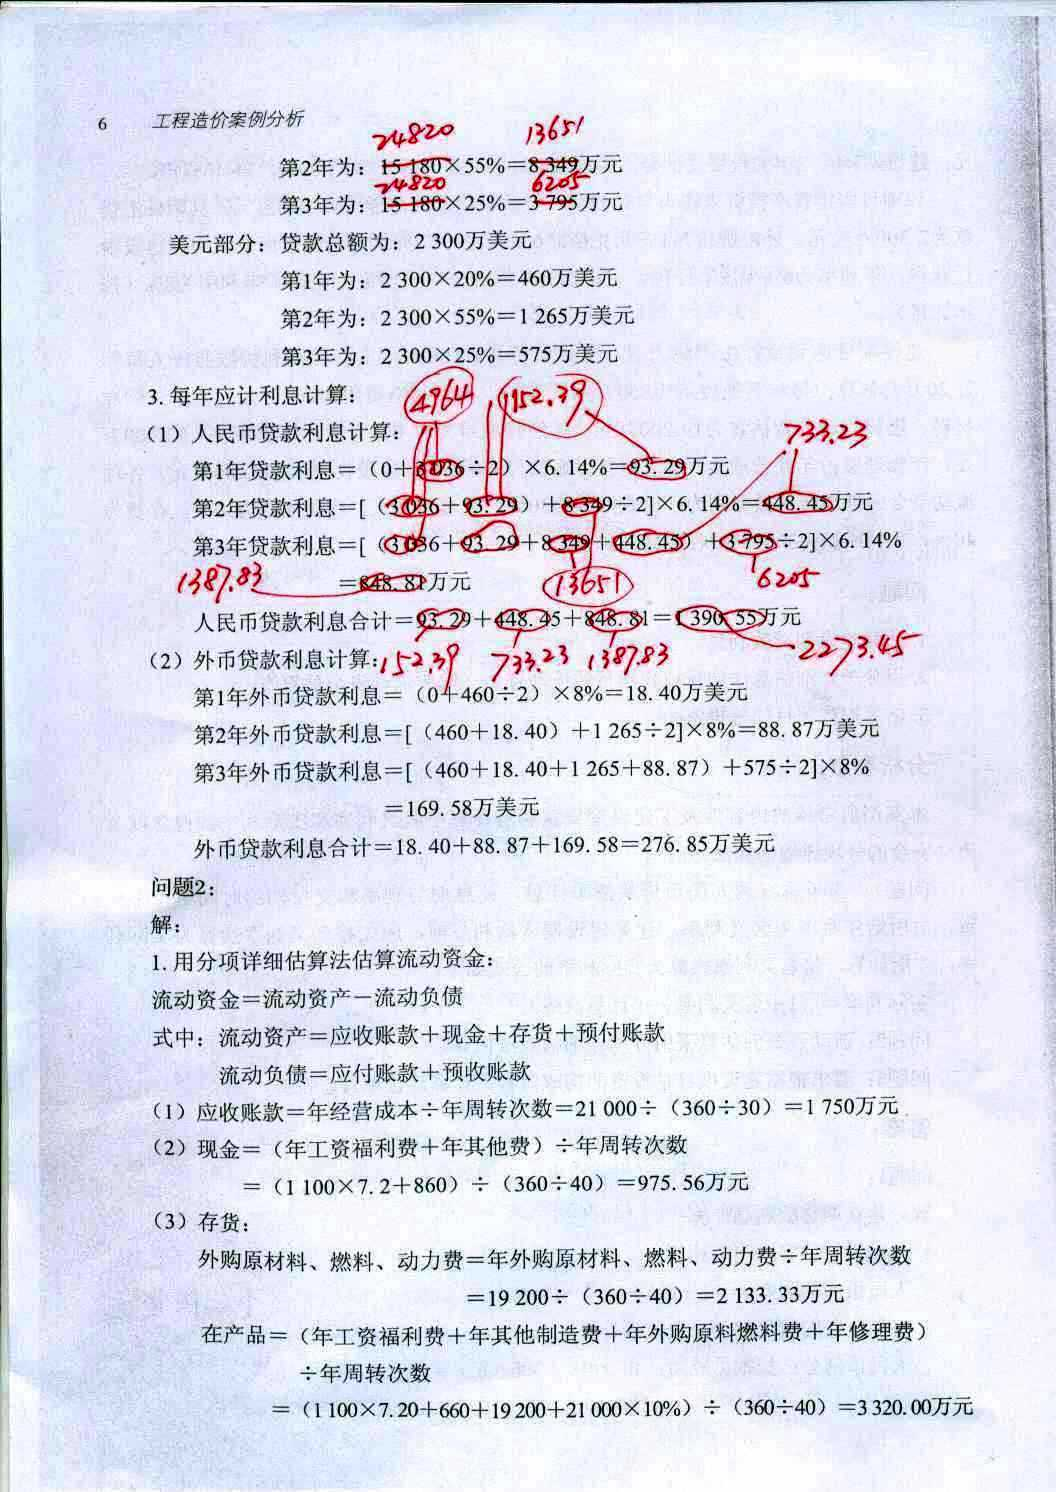 6 工程造价案例分析
24820 13651
第2年为：15 180×55%=8 349万元
24820 6205
第3年为：15 180×25%=3 795万元
美元部分：贷款总额为：2 300万美元
第1年为：2 300×20%=460万美元
第2年为：2 300×55%=1 265万美元
第3年为：2 300×25%=575万美元
3. 每年应计利息计算：
4964 152.39
（1）人民币贷款利息计算：
733.23
第1年贷款利息=（0+3 036÷2）×6.14%=93.29万元
第2年贷款利息=[（3 036+93.29）+8 349÷2]×6.14%=448.45万元
第3年贷款利息=[（3 036+93.29+8 349+448.45）+3 795÷2]×6.14%
1387.83 =848.81万元 13651 6205
人民币贷款利息合计=93.29+448.45+848.81=1 390.55万元
（2）外币贷款利息计算： 152.39 733.23 1387.83 2273.45
第1年外币贷款利息=（0+460÷2）×8%=18.40万美元
第2年外币贷款利息=[（460+18.40）+1 265÷2]×8%=88.87万美元
第3年外币贷款利息=[（460+18.40+1 265+88.87）+575÷2]×8%
=169.58万美元
外币贷款利息合计=18.40+88.87+169.58=276.85万美元
问题2：
解：
1. 用分项详细估算法估算流动资金：
流动资金=流动资产－流动负债
式中：流动资产=应收账款+现金+存货+预付账款
流动负债=应付账款+预收账款
（1）应收账款=年经营成本÷年周转次数=21 000÷（360÷30）=1 750万元
（2）现金=（年工资福利费+年其他费）÷年周转次数
=（1 100×7.2+860）÷（360÷40）=975.56万元
（3）存货：
外购原材料、燃料、动力费=年外购原材料、燃料、动力费÷年周转次数
=19 200÷（360÷40）=2 133.33万元
在产品=（年工资福利费+年其他制造费+年外购原料燃料费+年修理费）
÷年周转次数
=（1 100×7.20+660+19 200+21 000×10%）÷（360÷40）=3 320.00万元